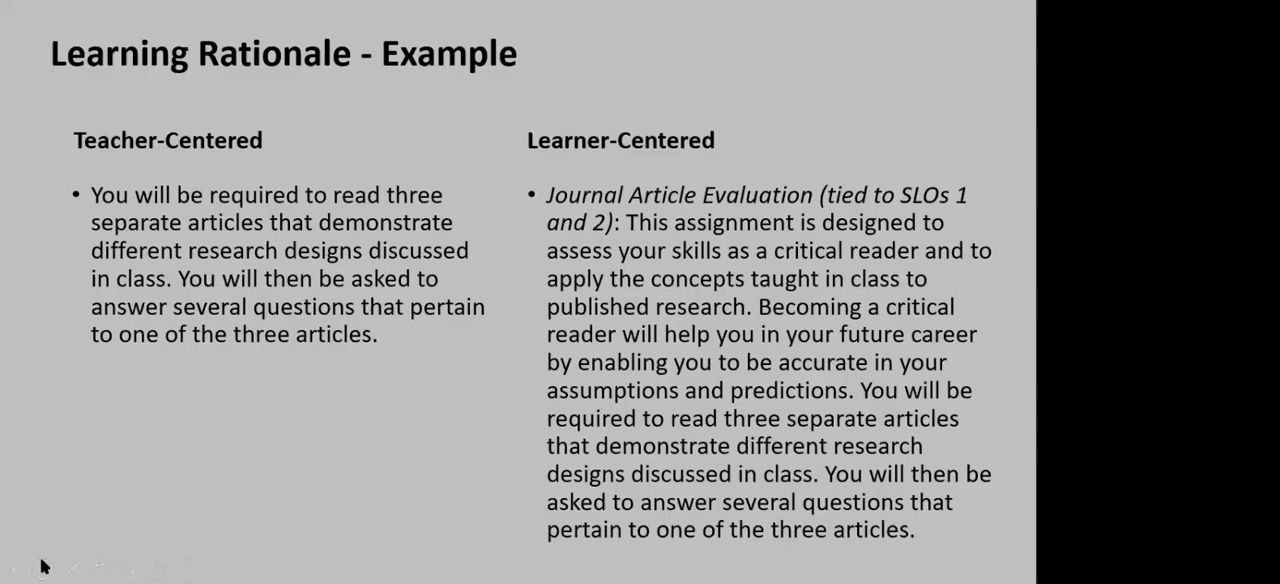 Learning Rationale - Example
Teacher-Centered
• You will be required to read three
separate articles that demonstrate
different research designs discussed
in class. You will then be asked to
answer several questions that pertain
to one of the three articles.
Learner-Centered
• Journal Article Evaluation (tied to SLOs 1
and 2): This assignment is designed to
assess your skills as a critical reader and to
apply the concepts taught in class to
published research. Becoming a critical
reader will help you in your future career
by enabling you to be accurate in your
assumptions and predictions. You will be
required to read three separate articles
that demonstrate different research
designs discussed in class. You will then be
asked to answer several questions that
pertain to one of the three articles.